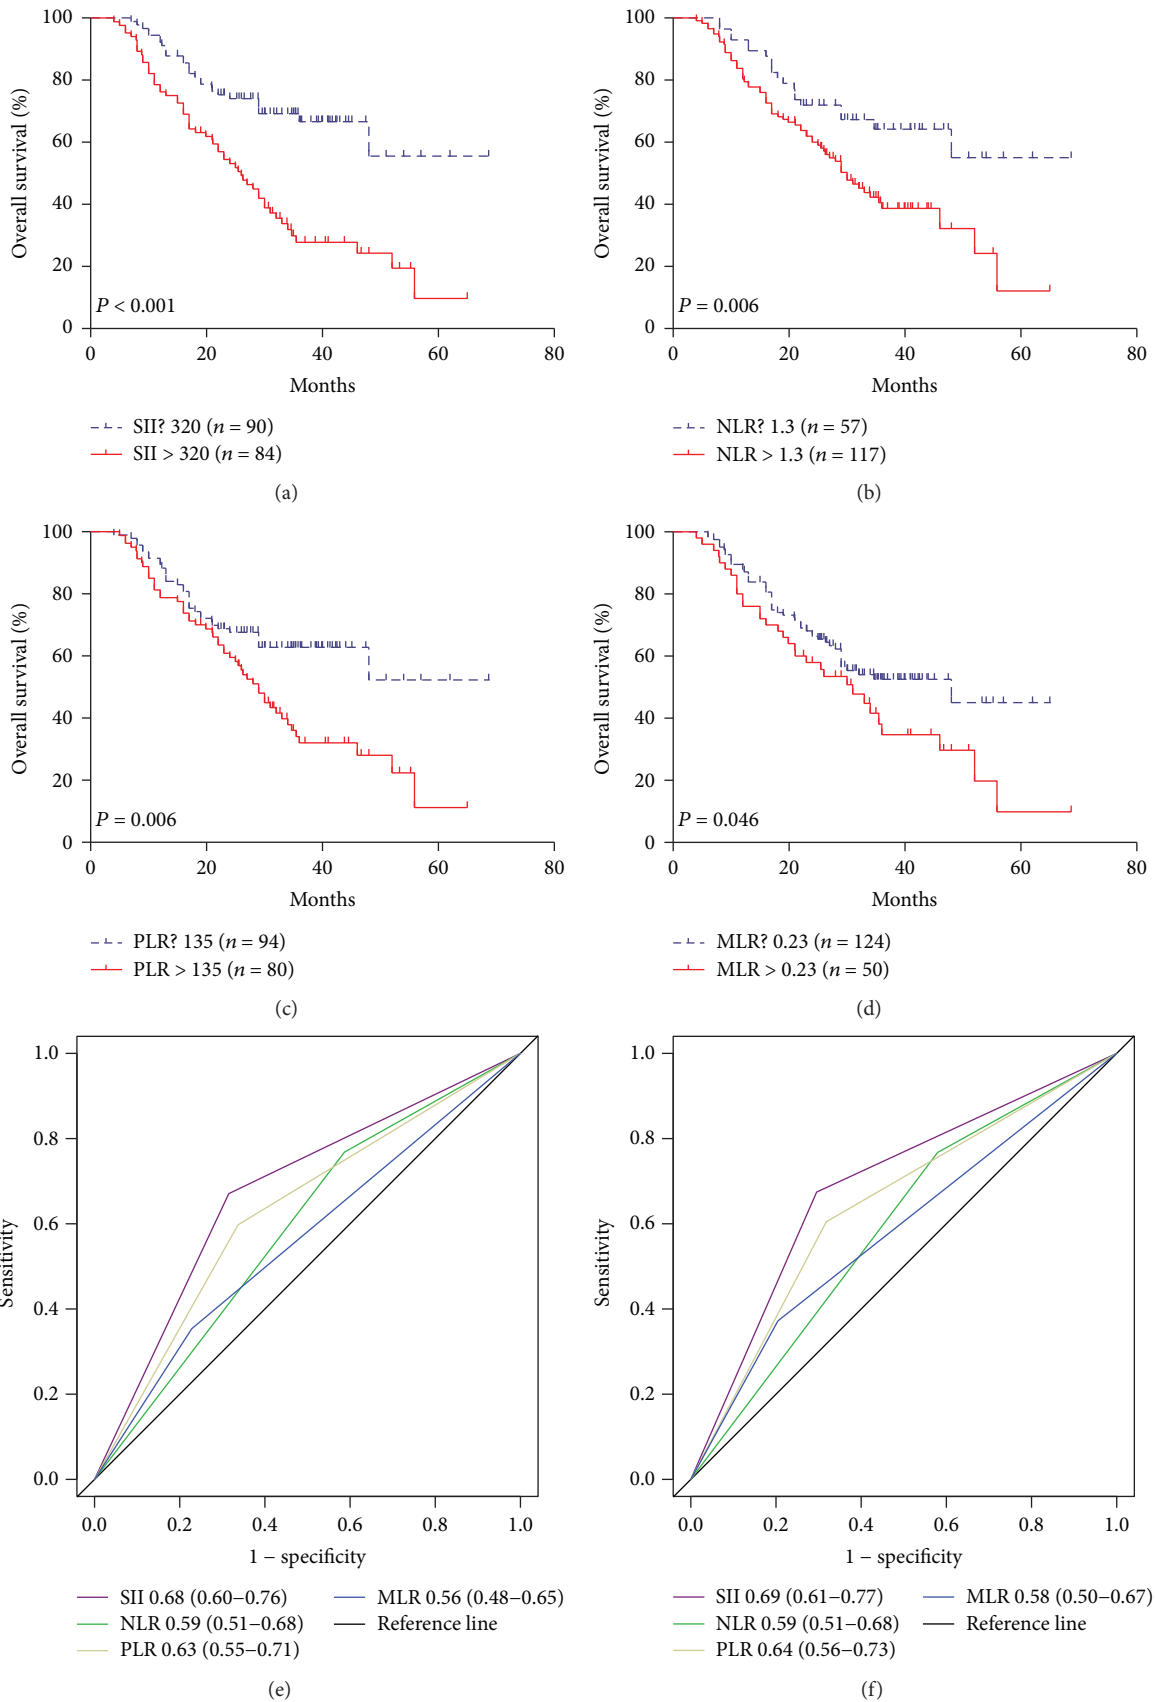 100
80
60
40
20
0
Overall survival (%)
P < 0.001
0 20 40 60 80
Months
SII? 320 (n = 90)
SII > 320 (n = 84)
(a)
100
80
60
40
20
0
Overall survival (%)
P = 0.006
0 20 40 60 80
Months
NLR? 1.3 (n = 57)
NLR > 1.3 (n = 117)
(b)
100
80
60
40
20
0
Overall survival (%)
P = 0.006
0 20 40 60 80
Months
PLR? 135 (n = 94)
PLR > 135 (n = 80)
(c)
100
80
60
40
20
0
Overall survival (%)
P = 0.046
0 20 40 60 80
Months
MLR? 0.23 (n = 124)
MLR > 0.23 (n = 50)
(d)
1.0
0.8
0.6
0.4
0.2
0.0
Sensitivity
0.0 0.2 0.4 0.6 0.8 1.0
1 − specificity
SII 0.68 (0.60−0.76)
NLR 0.59 (0.51−0.68)
PLR 0.63 (0.55−0.71)
MLR 0.56 (0.48−0.65)
Reference line
(e)
1.0
0.8
0.6
0.4
0.2
0.0
Sensitivity
0.0 0.2 0.4 0.6 0.8 1.0
1 − specificity
SII 0.69 (0.61−0.77)
NLR 0.59 (0.51−0.68)
PLR 0.64 (0.56−0.73)
MLR 0.58 (0.50−0.67)
Reference line
(f)